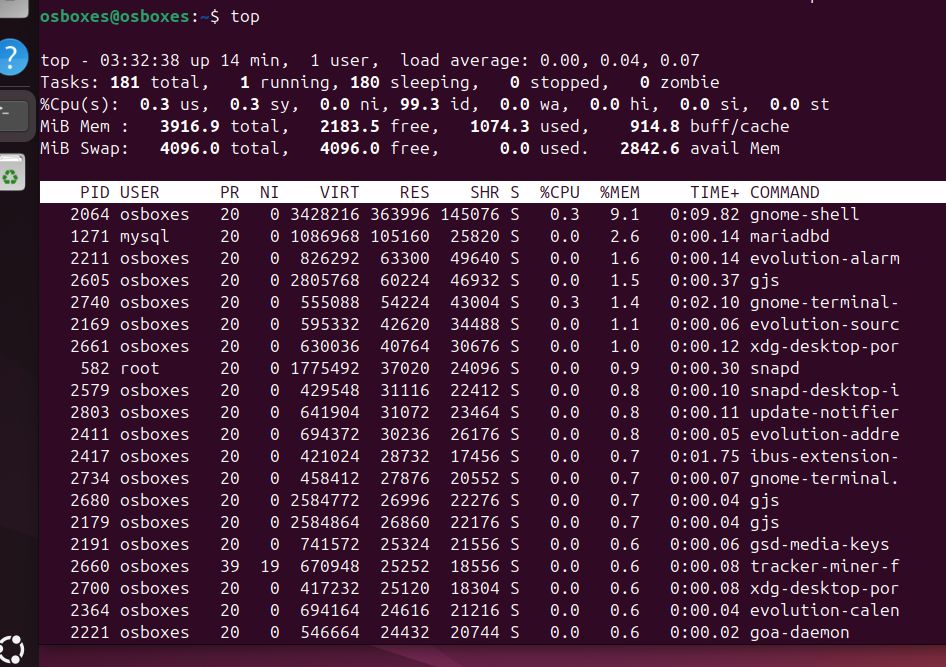 osboxes@osboxes:~$ top
top - 03:32:38 up 14 min,  1 user,  load average: 0.00, 0.04, 0.07
Tasks: 181 total,   1 running, 180 sleeping,   0 stopped,   0 zombie
%Cpu(s):  0.3 us,  0.3 sy,  0.0 ni, 99.3 id,  0.0 wa,  0.0 hi,  0.0 si,  0.0 st
MiB Mem :   3916.9 total,   2183.5 free,   1074.3 used,    914.8 buff/cache
MiB Swap:   4096.0 total,   4096.0 free,      0.0 used.   2842.6 avail Mem
    PID USER      PR  NI    VIRT    RES    SHR S  %CPU  %MEM     TIME+ COMMAND
   2064 osboxes   20   0 3428216 363996 145076 S   0.3   9.1   0:09.82 gnome-shell
   1271 mysql     20   0 1086968 105160  25820 S   0.0   2.6   0:00.14 mariadbd
   2211 osboxes   20   0  826292  63300  49640 S   0.0   1.6   0:00.14 evolution-alarm
   2605 osboxes   20   0 2805768  60224  46932 S   0.0   1.5   0:00.37 gjs
   2740 osboxes   20   0  555088  54224  43004 S   0.3   1.4   0:02.10 gnome-terminal-
   2169 osboxes   20   0  595332  42620  34488 S   0.0   1.1   0:00.06 evolution-sourc
   2661 osboxes   20   0  630036  40764  30676 S   0.0   1.0   0:00.12 xdg-desktop-por
    582 root      20   0 1775492  37020  24096 S   0.0   0.9   0:00.30 snapd
   2579 osboxes   20   0  429548  31116  22412 S   0.0   0.8   0:00.10 snapd-desktop-i
   2803 osboxes   20   0  641904  31072  23464 S   0.0   0.8   0:00.11 update-notifier
   2411 osboxes   20   0  694372  30236  26176 S   0.0   0.8   0:00.05 evolution-addre
   2417 osboxes   20   0  421024  28732  17456 S   0.0   0.7   0:01.75 ibus-extension-
   2734 osboxes   20   0  458412  27876  20552 S   0.0   0.7   0:00.07 gnome-terminal.
   2680 osboxes   20   0 2584772  26996  22276 S   0.0   0.7   0:00.04 gjs
   2179 osboxes   20   0 2584864  26860  22176 S   0.0   0.7   0:00.04 gjs
   2191 osboxes   20   0  741572  25324  21556 S   0.0   0.6   0:00.06 gsd-media-keys
   2660 osboxes   39  19  670948  25252  18556 S   0.0   0.6   0:00.08 tracker-miner-f
   2700 osboxes   20   0  417232  25120  18304 S   0.0   0.6   0:00.08 xdg-desktop-por
   2364 osboxes   20   0  694164  24616  21216 S   0.0   0.6   0:00.04 evolution-calen
   2221 osboxes   20   0  546664  24432  20744 S   0.0   0.6   0:00.02 goa-daemon